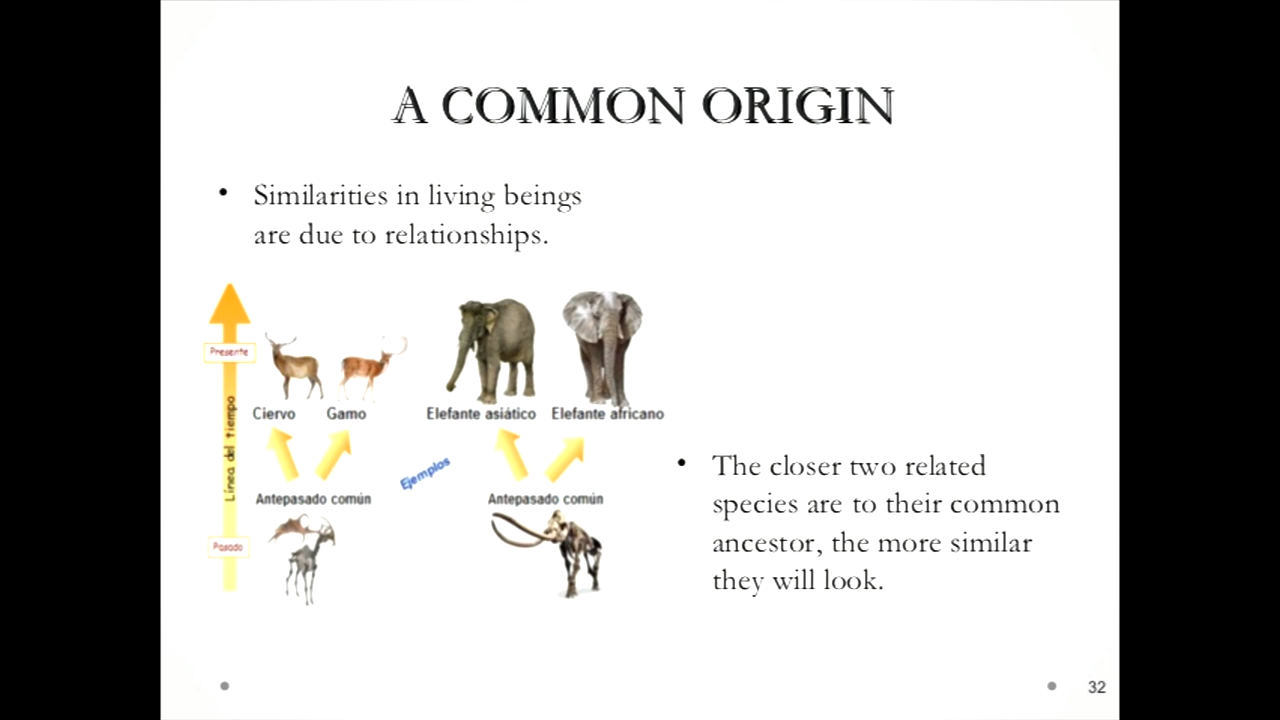 A COMMON ORIGIN
• Similarities in living beings
are due to relationships.
Presente
Línea del tiempo
Pasado
Ciervo
Gamo
Elefante asiático
Elefante africano
Ejemplos
Antepasado común
Antepasado común
• The closer two related
species are to their common
ancestor, the more similar
they will look.
32